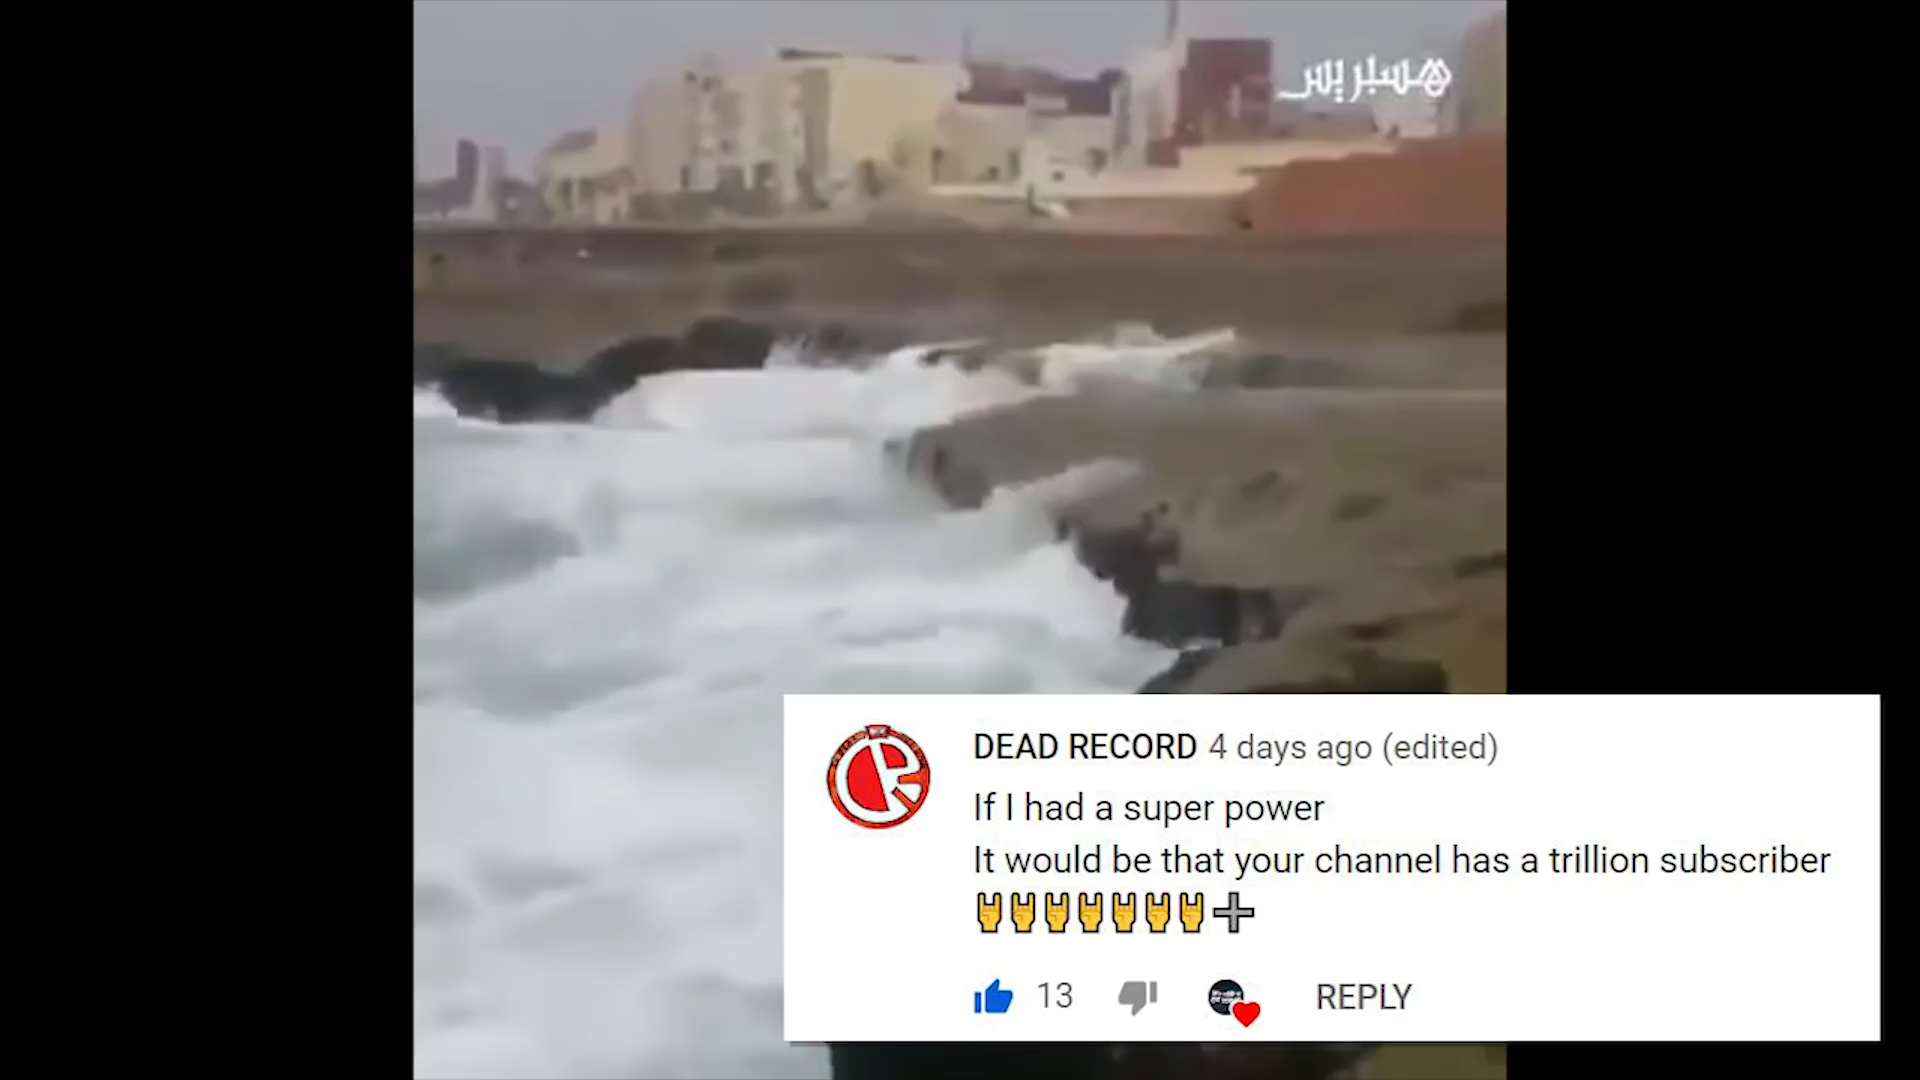 هسبريس
DEAD RECORD 4 days ago (edited)
If I had a super power
It would be that your channel has a trillion subscriber
🤘🤘🤘🤘🤘🤘🤘➕
13
REPLY